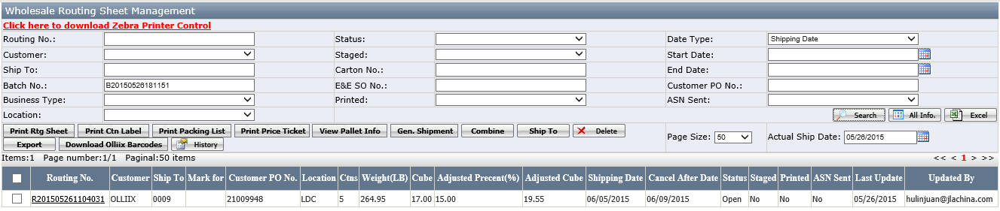 Wholesale Routing Sheet Management
Click here to download Zebra Printer Control
Routing No.: Status: Date Type: Shipping Date
Customer: Staged: Start Date:
Ship To: Carton No.: End Date:
Batch No.: B20150526181151 E&E SO No.: Customer PO No.:
Business Type: Printed: ASN Sent:
Location:
Search All Info. Excel
Print Rtg Sheet Print Ctn Label Print Packing List Print Price Ticket View Pallet Info Gen. Shipment Combine Ship To Delete
Page Size: 50 Actual Ship Date: 05/26/2015
Export Download Olliix Barcodes History
Items:1 Page number:1/1 Paginal:50 items << < 1 > >>
Routing No. Customer Ship To Mark for Customer PO No. Location Ctns Weight(LB) Cube Adjusted Precent(%) Adjusted Cube Shipping Date Cancel After Date Status Staged Printed ASN Sent Last Update Updated By
R201505261104031 OLLIIX 0009 21009948 LDC 5 264.95 17.00 15.00 19.55 06/05/2015 06/09/2015 Open No No No 05/26/2015 hulinjuan@jlachina.com